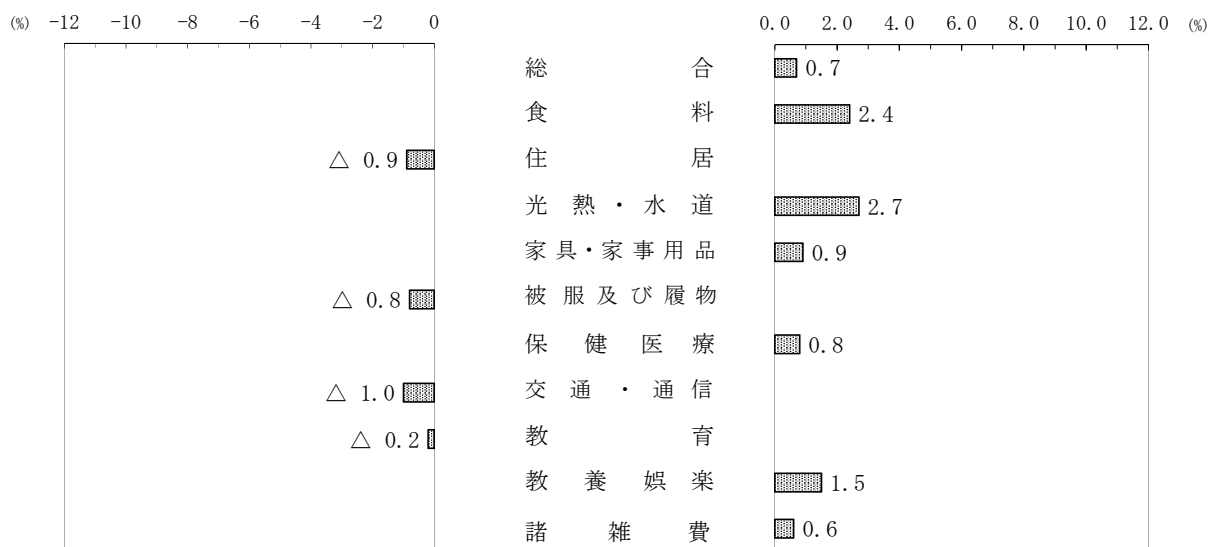 (%) -12 -10 -8 -6 -4 -2 0 0.0 2.0 4.0 6.0 8.0 10.0 12.0 (%)
総合 0.7
食料 2.4
△ 0.9 住居
光熱・水道 2.7
家具・家事用品 0.9
△ 0.8 被服及び履物
保健医療 0.8
△ 1.0 交通・通信
△ 0.2 教育
教養娯楽 1.5
諸雑費 0.6